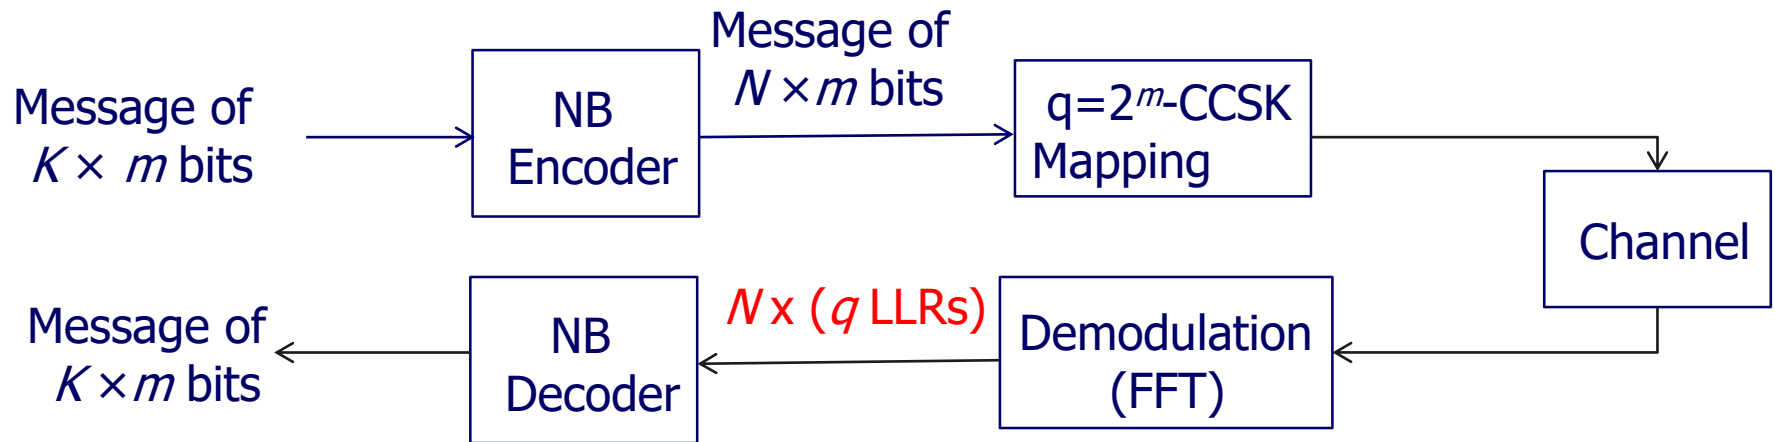 Message of
K × m bits
NB
Encoder
Message of
N ×m bits
q=2ᵐ-CCSK
Mapping
Channel
Demodulation
(FFT)
N x (q LLRs)
NB
Decoder
Message of
K ×m bits